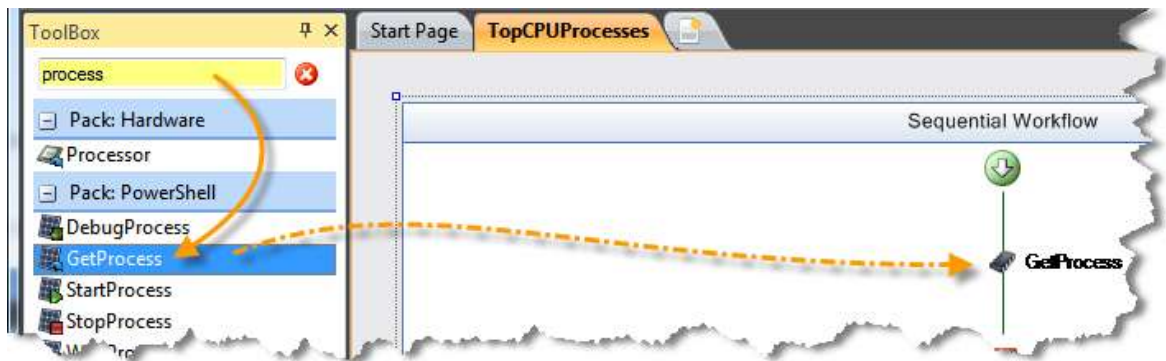 ToolBox
process
Pack: Hardware
Processor
Pack: PowerShell
DebugProcess
GetProcess
StartProcess
StopProcess
Start Page
TopCPUProcesses
Sequential Workflow
GetProcess